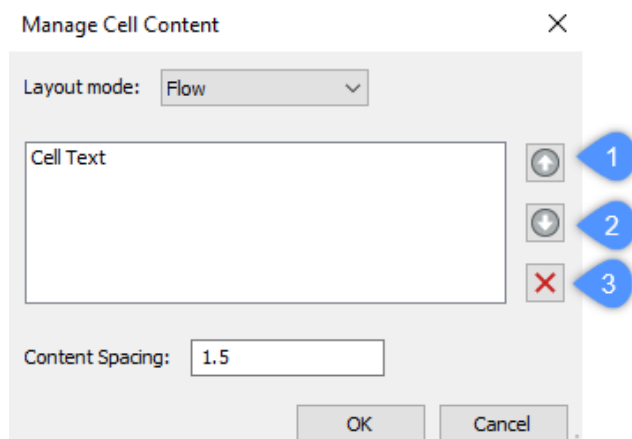 Manage Cell Content
Layout mode: Flow
Cell Text
1
2
3
Content Spacing: 1.5
OK Cancel